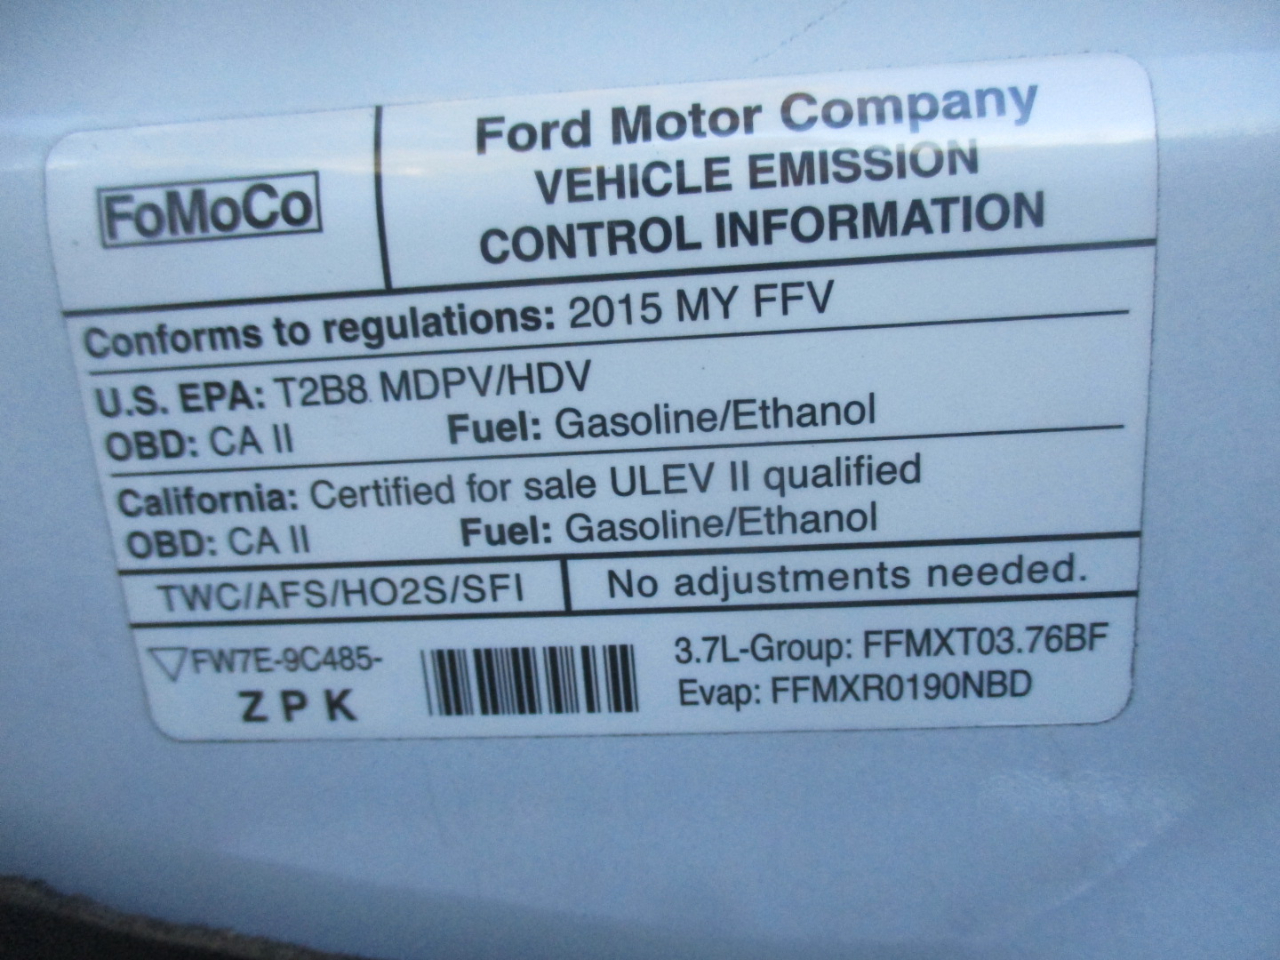 FoMoCo
Ford Motor Company
VEHICLE EMISSION
CONTROL INFORMATION
Conforms to regulations: 2015 MY FFV
U.S. EPA: T2B8 MDPV/HDV
OBD: CA II Fuel: Gasoline/Ethanol
California: Certified for sale ULEV II qualified
OBD: CA II Fuel: Gasoline/Ethanol
TWC/AFS/HO2S/SFI
No adjustments needed.
FW7E-9C485-
Z P K
3.7L-Group: FFMXT03.76BF
Evap: FFMXR0190NBD